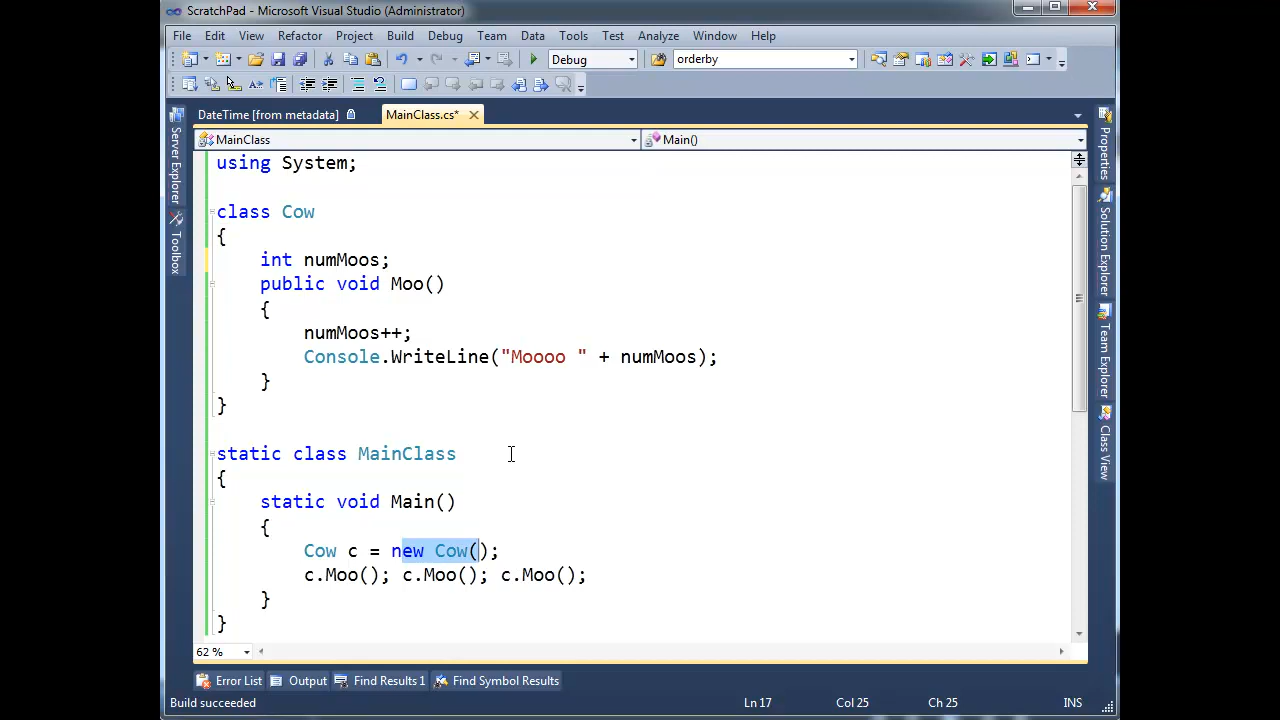 ScratchPad - Microsoft Visual Studio (Administrator)
File Edit View Refactor Project Build Debug Team Data Tools Test Analyze Window Help
Debug orderby
DateTime [from metadata] MainClass.cs*
MainClass Main()
using System;
class Cow
{
int numMoos;
public void Moo()
{
numMoos++;
Console.WriteLine("Moooo " + numMoos);
}
}
static class MainClass
{
static void Main()
{
Cow c = new Cow();
c.Moo(); c.Moo(); c.Moo();
}
}
62 %
Server Explorer
Toolbox
Properties
Solution Explorer
Team Explorer
Class View
Error List Output Find Results 1 Find Symbol Results
Build succeeded Ln 17 Col 25 Ch 25 INS